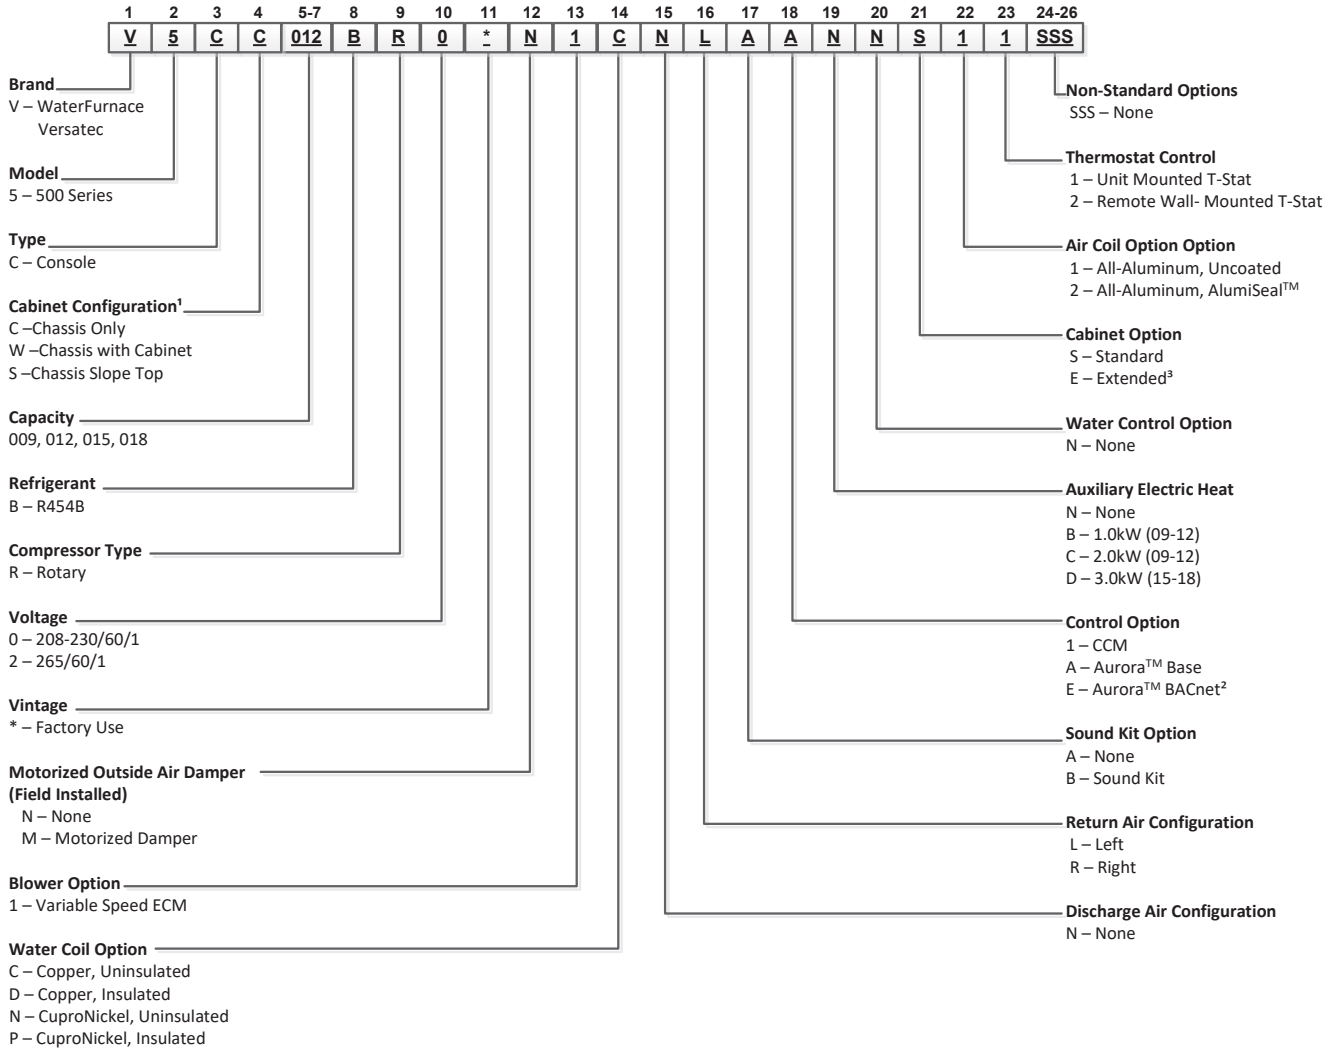 1 2 3 4 5-7 8 9 10 11 12 13 14 15 16 17 18 19 20 21 22 23 24-26
V 5 C C 012 B R 0 * N 1 C N L A A N N S 1 1 SSS
Brand
V – WaterFurnace
Versatec
Model
5 – 500 Series
Type
C – Console
Cabinet Configuration¹
C –Chassis Only
W –Chassis with Cabinet
S –Chassis Slope Top
Capacity
009, 012, 015, 018
Refrigerant
B – R454B
Compressor Type
R – Rotary
Voltage
0 – 208-230/60/1
2 – 265/60/1
Vintage
* – Factory Use
Motorized Outside Air Damper
(Field Installed)
N – None
M – Motorized Damper
Blower Option
1 – Variable Speed ECM
Water Coil Option
C – Copper, Uninsulated
D – Copper, Insulated
N – CuproNickel, Uninsulated
P – CuproNickel, Insulated
Non-Standard Options
SSS – None
Thermostat Control
1 – Unit Mounted T-Stat
2 – Remote Wall- Mounted T-Stat
Air Coil Option Option
1 – All-Aluminum, Uncoated
2 – All-Aluminum, AlumiSeal™
Cabinet Option
S – Standard
E – Extended³
Water Control Option
N – None
Auxiliary Electric Heat
N – None
B – 1.0kW (09-12)
C – 2.0kW (09-12)
D – 3.0kW (15-18)
Control Option
1 – CCM
A – Aurora™ Base
E – Aurora™ BACnet²
Sound Kit Option
A – None
B – Sound Kit
Return Air Configuration
L – Left
R – Right
Discharge Air Configuration
N – None